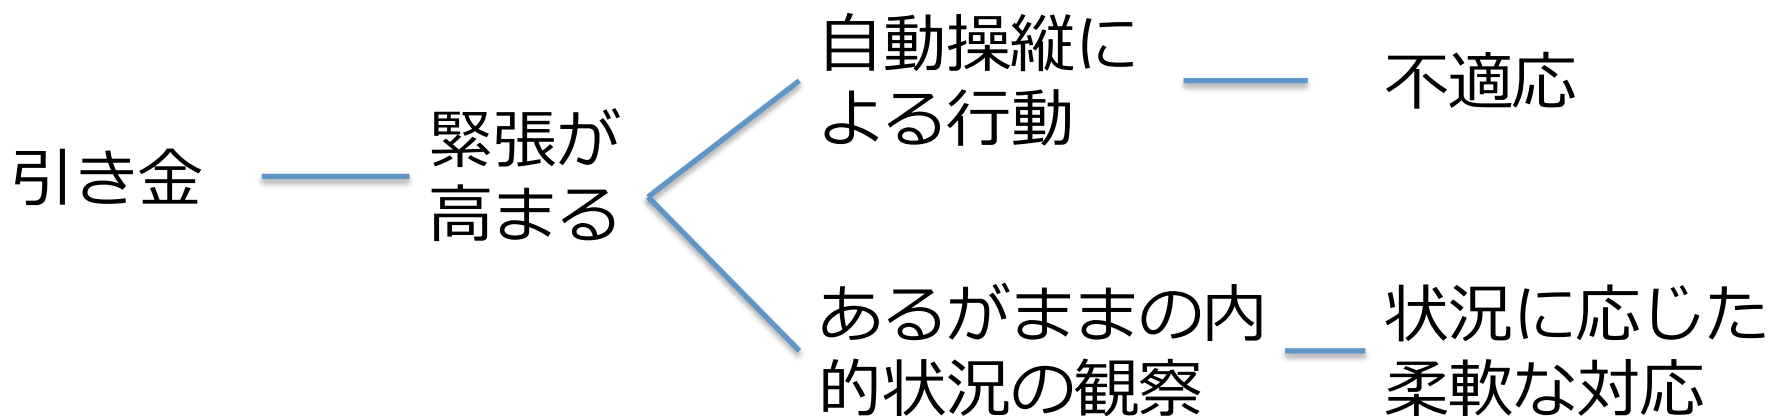 引き金
緊張が
高まる
自動操縦に
よる行動
不適応
あるがままの内
的状況の観察
状況に応じた
柔軟な対応